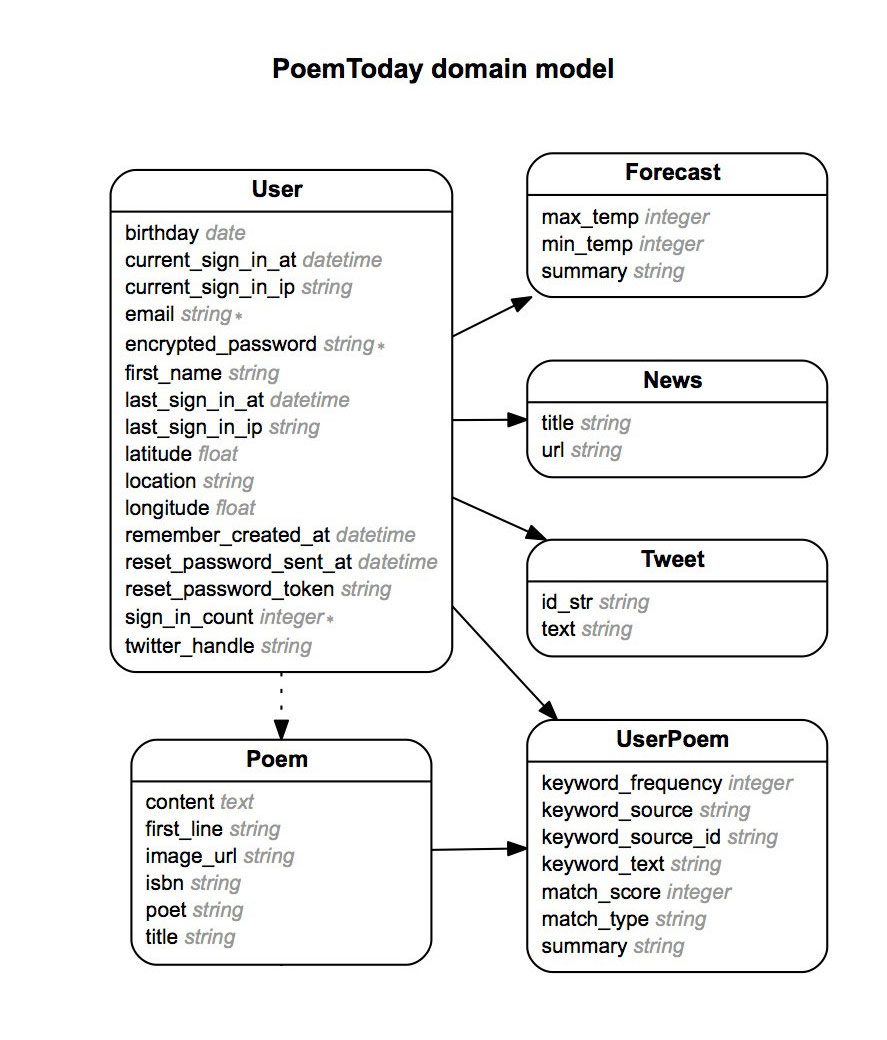 PoemToday domain model
User
birthday date
current_sign_in_at datetime
current_sign_in_ip string
email string*
encrypted_password string*
first_name string
last_sign_in_at datetime
last_sign_in_ip string
latitude float
location string
longitude float
remember_created_at datetime
reset_password_sent_at datetime
reset_password_token string
sign_in_count integer*
twitter_handle string
Forecast
max_temp integer
min_temp integer
summary string
News
title string
url string
Tweet
id_str string
text string
Poem
content text
first_line string
image_url string
isbn string
poet string
title string
UserPoem
keyword_frequency integer
keyword_source string
keyword_source_id string
keyword_text string
match_score integer
match_type string
summary string